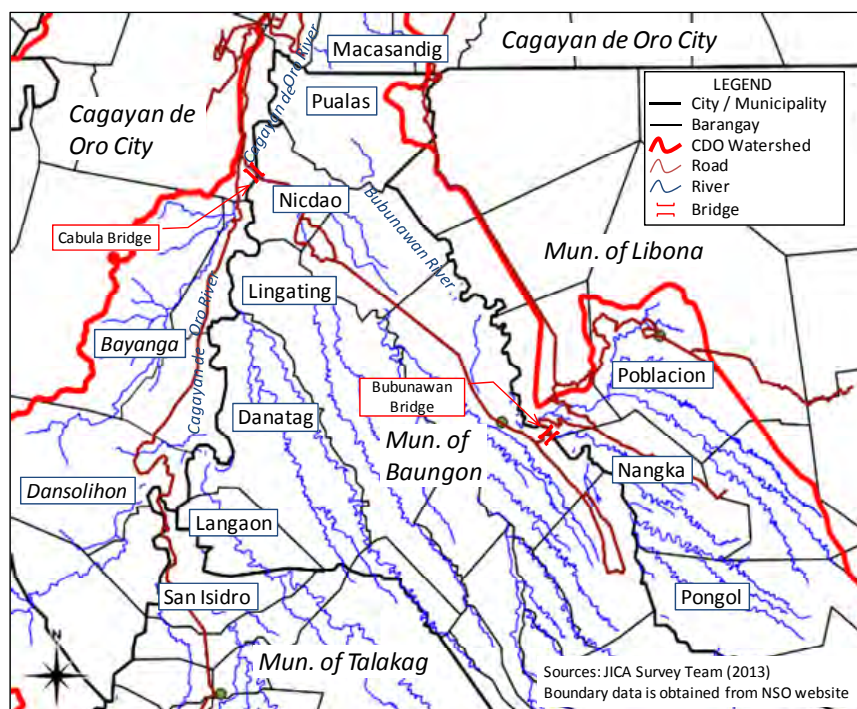 Macasandig
Cagayan de Oro City
Pualas
LEGEND
City / Municipality
Barangay
CDO Watershed
Road
River
Bridge
Cagayan de
Oro City
Cagayan de Oro River
Nicdao
Bubunawan River
Cabula Bridge
Mun. of Libona
Lingating
Cagayan de Oro River
Bayanga
Bubunawan
Bridge
Poblacion
Danatag
Mun. of
Baungon
Nangka
Dansolihon
Langaon
San Isidro
Pongol
N
Mun. of Talakag
Sources: JICA Survey Team (2013)
Boundary data is obtained from NSO website